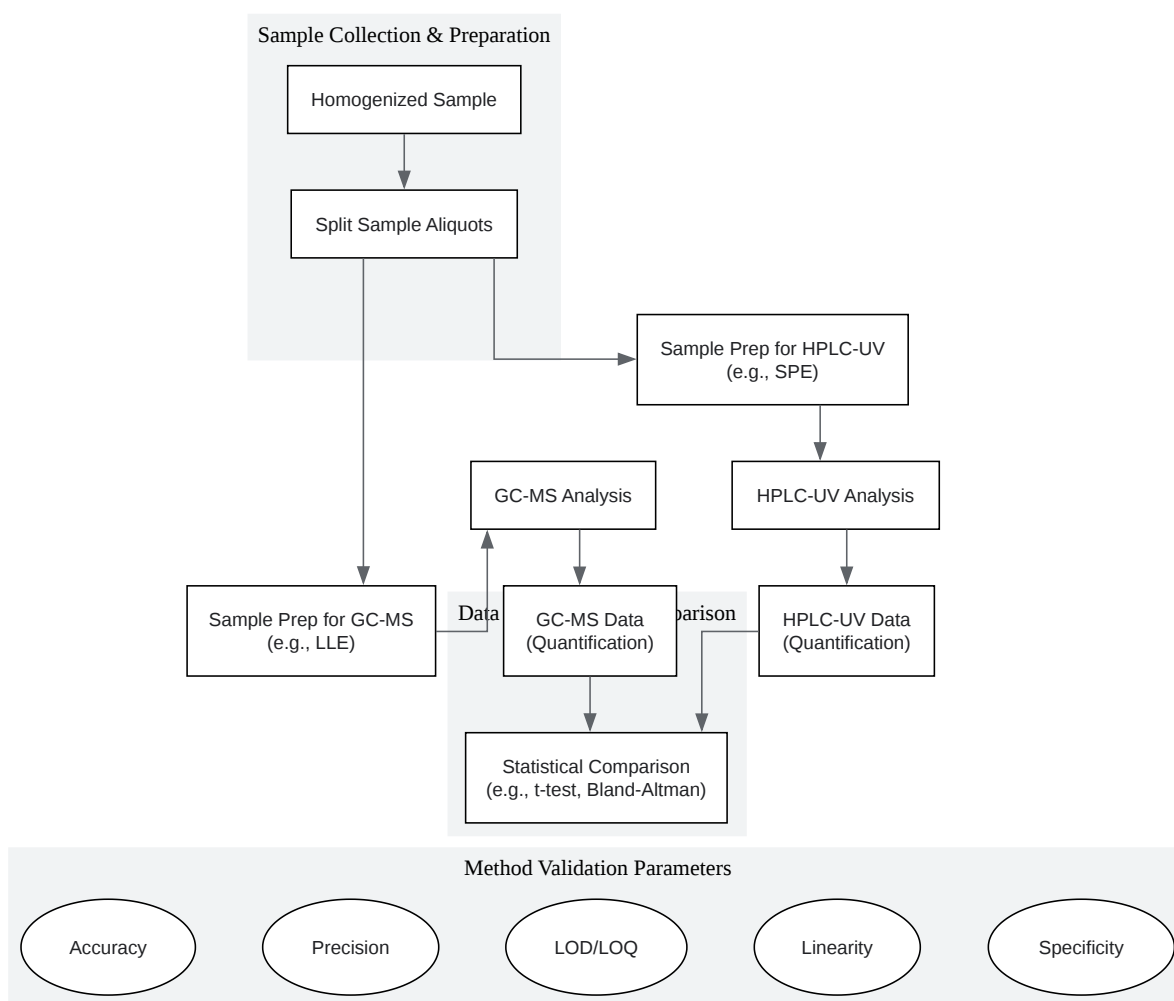 Sample Collection & Preparation
Homogenized Sample
Split Sample Aliquots
Sample Prep for HPLC-UV
(e.g., SPE)
GC-MS Analysis
HPLC-UV Analysis
Sample Prep for GC-MS
(e.g., LLE)
Data
GC-MS Data
(Quantification)
HPLC-UV Data
(Quantification)
Statistical Comparison
(e.g., t-test, Bland-Altman)
Method Validation Parameters
Accuracy
Precision
LOD/LOQ
Linearity
Specificity